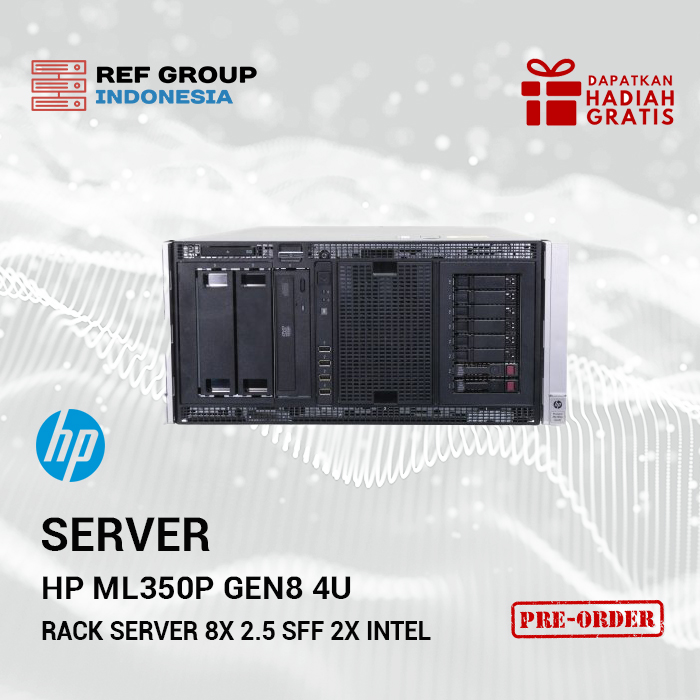 REF GROUP
INDONESIA
DAPATKAN
HADIAH
GRATIS
hp
SERVER
HP ML350P GEN8 4U
RACK SERVER 8X 2.5 SFF 2X INTEL
PRE-ORDER